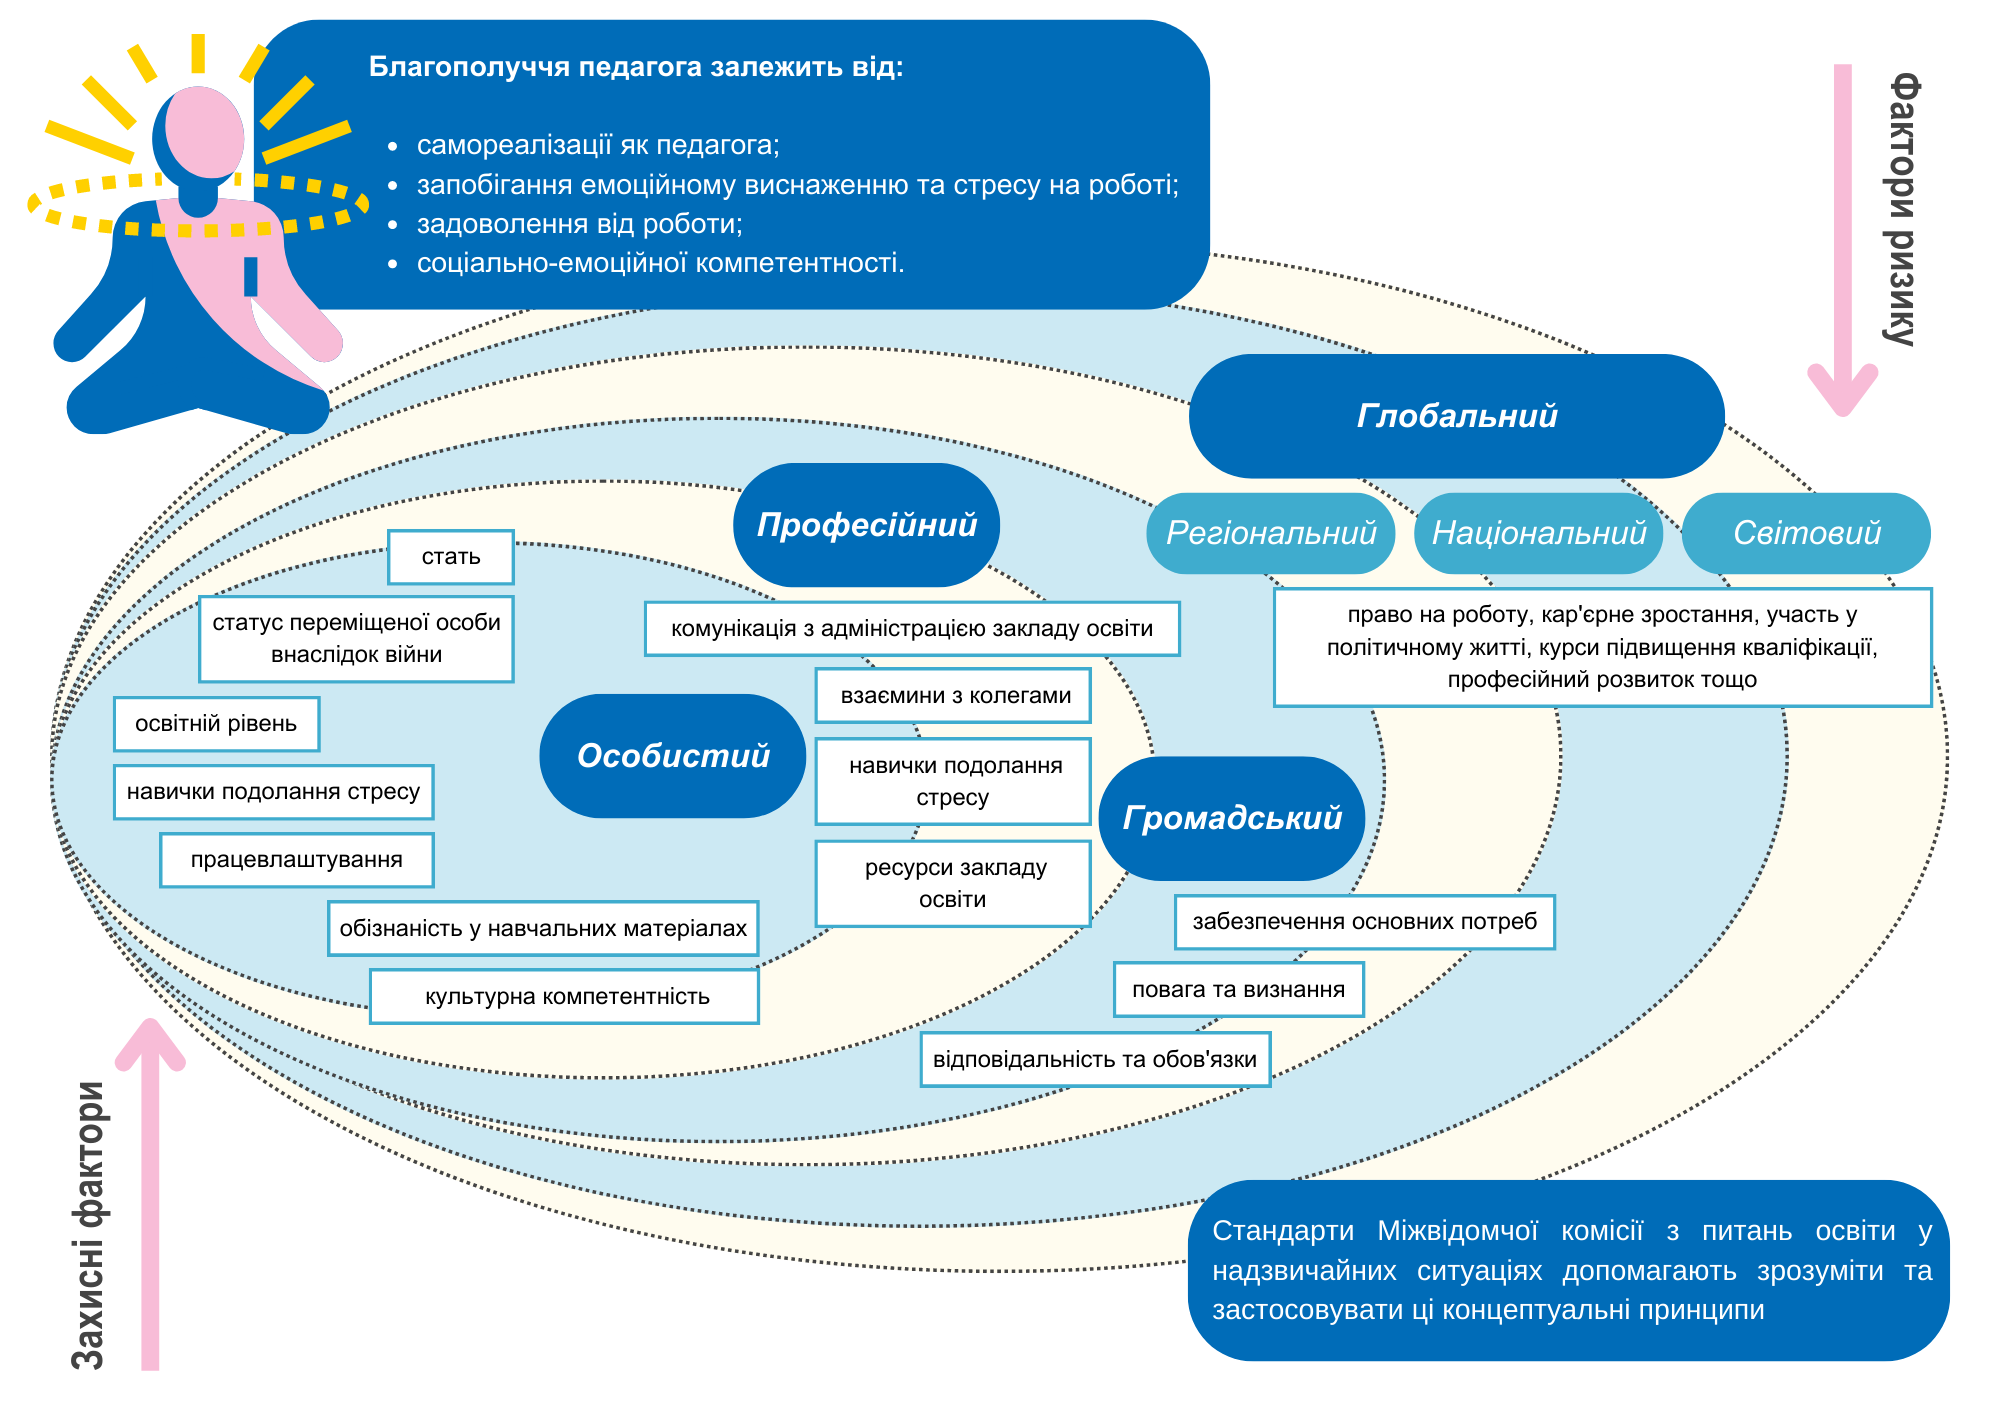 Благополуччя педагога залежить від:
самореалізації як педагога;
запобігання емоційному виснаженню та стресу на роботі;
задоволення від роботи;
соціально-емоційної компетентності.
Фактори ризику
Глобальний
Регіональний
Національний
Світовий
право на роботу, кар'єрне зростання, участь у
політичному житті, курси підвищення кваліфікації,
професійний розвиток тощо
Професійний
комунікація з адміністрацією закладу освіти
взаємини з колегами
навички подолання
стресу
ресурси закладу
освіти
Особистий
стать
статус переміщеної особи
внаслідок війни
освітній рівень
навички подолання стресу
працевлаштування
обізнаність у навчальних матеріалах
культурна компетентність
Громадський
забезпечення основних потреб
повага та визнання
відповідальність та обов'язки
Захисні фактори
Стандарти Міжвідомчої комісії з питань освіти у
надзвичайних ситуаціях допомагають зрозуміти та
застосовувати ці концептуальні принципи